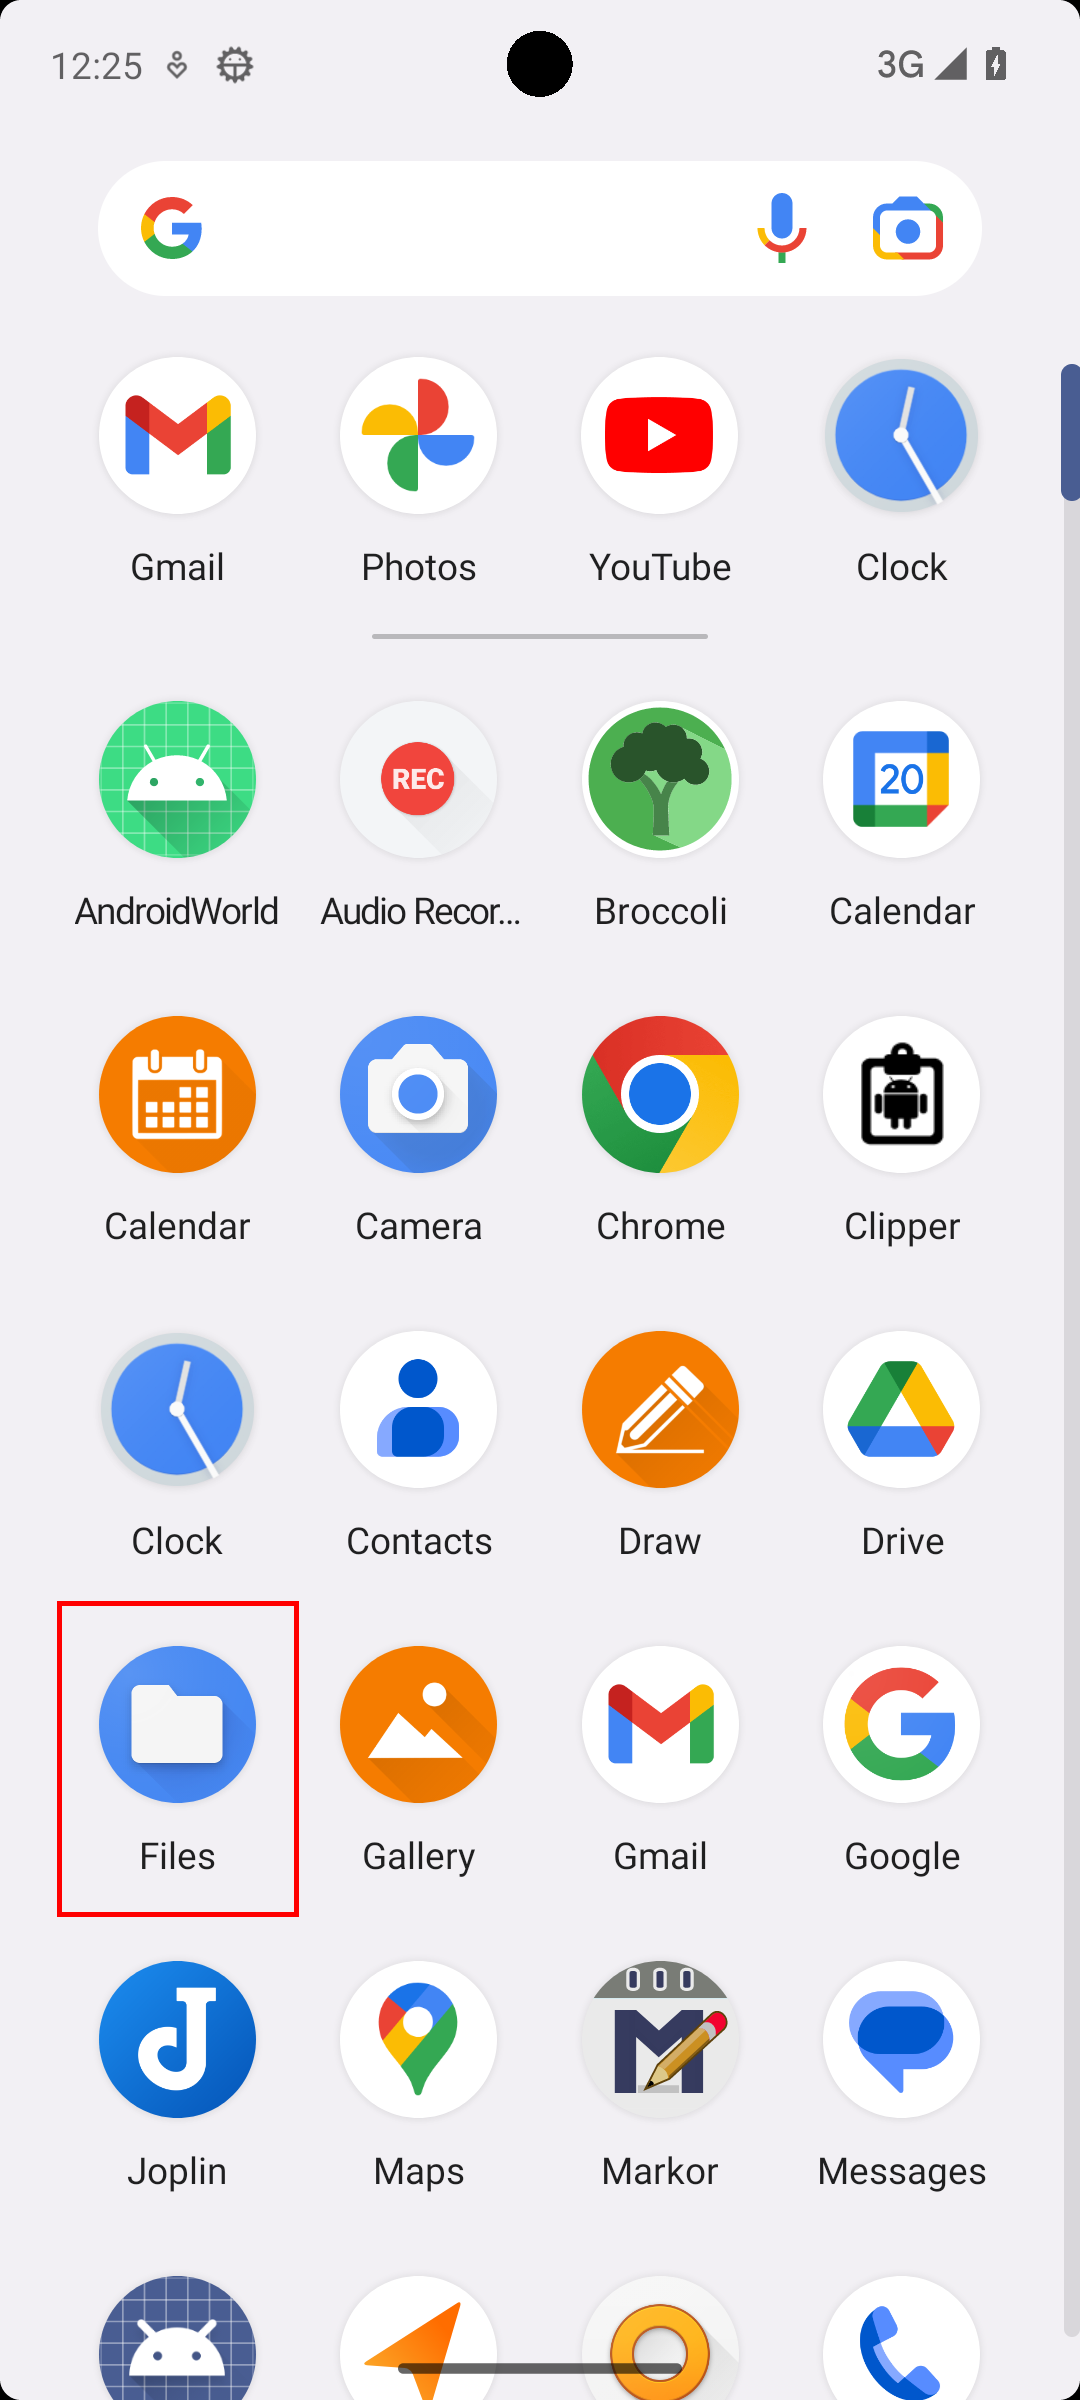 12:25
3G
Gmail
Photos
YouTube
Clock
AndroidWorld
REC
Audio Recor...
Broccoli
20
Calendar
Calendar
Camera
Chrome
Clipper
Clock
Contacts
Draw
Drive
Files
Gallery
Gmail
Google
Joplin
Maps
Markor
Messages